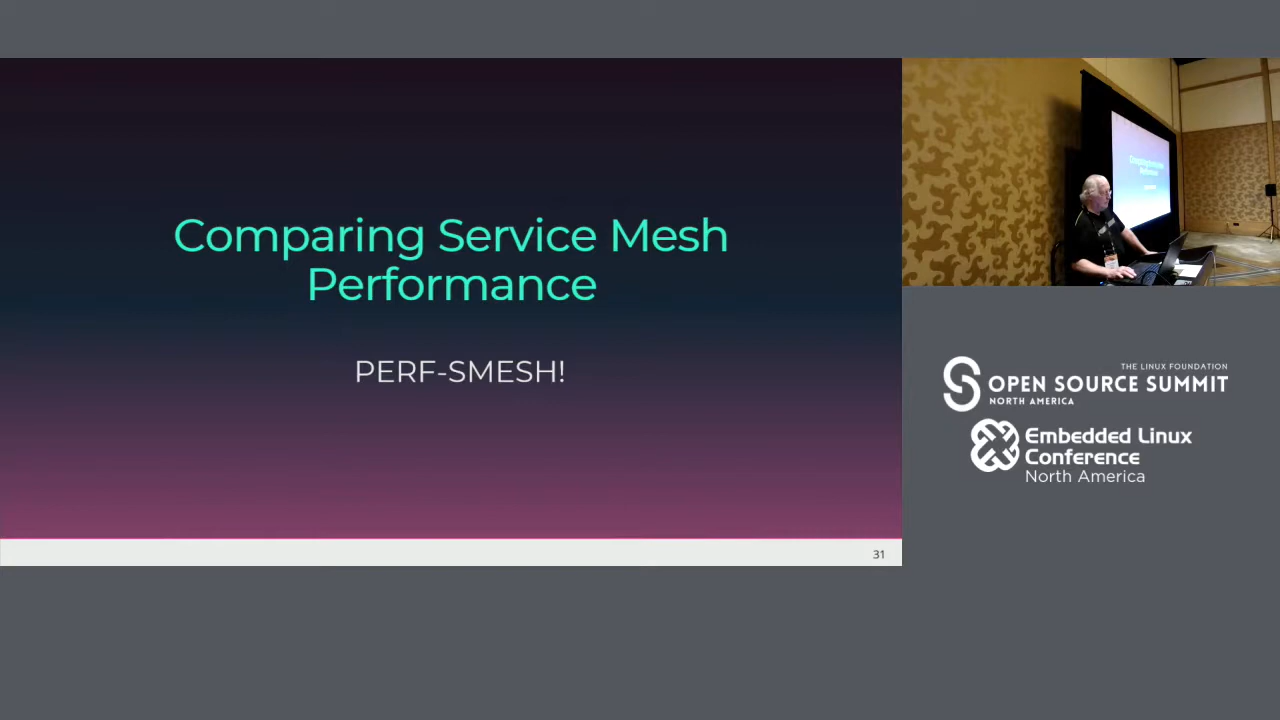 Comparing Service Mesh
Performance
PERF-SMESH!
31
THE LINUX FOUNDATION
OPEN SOURCE SUMMIT
NORTH AMERICA
Embedded Linux
Conference
North America